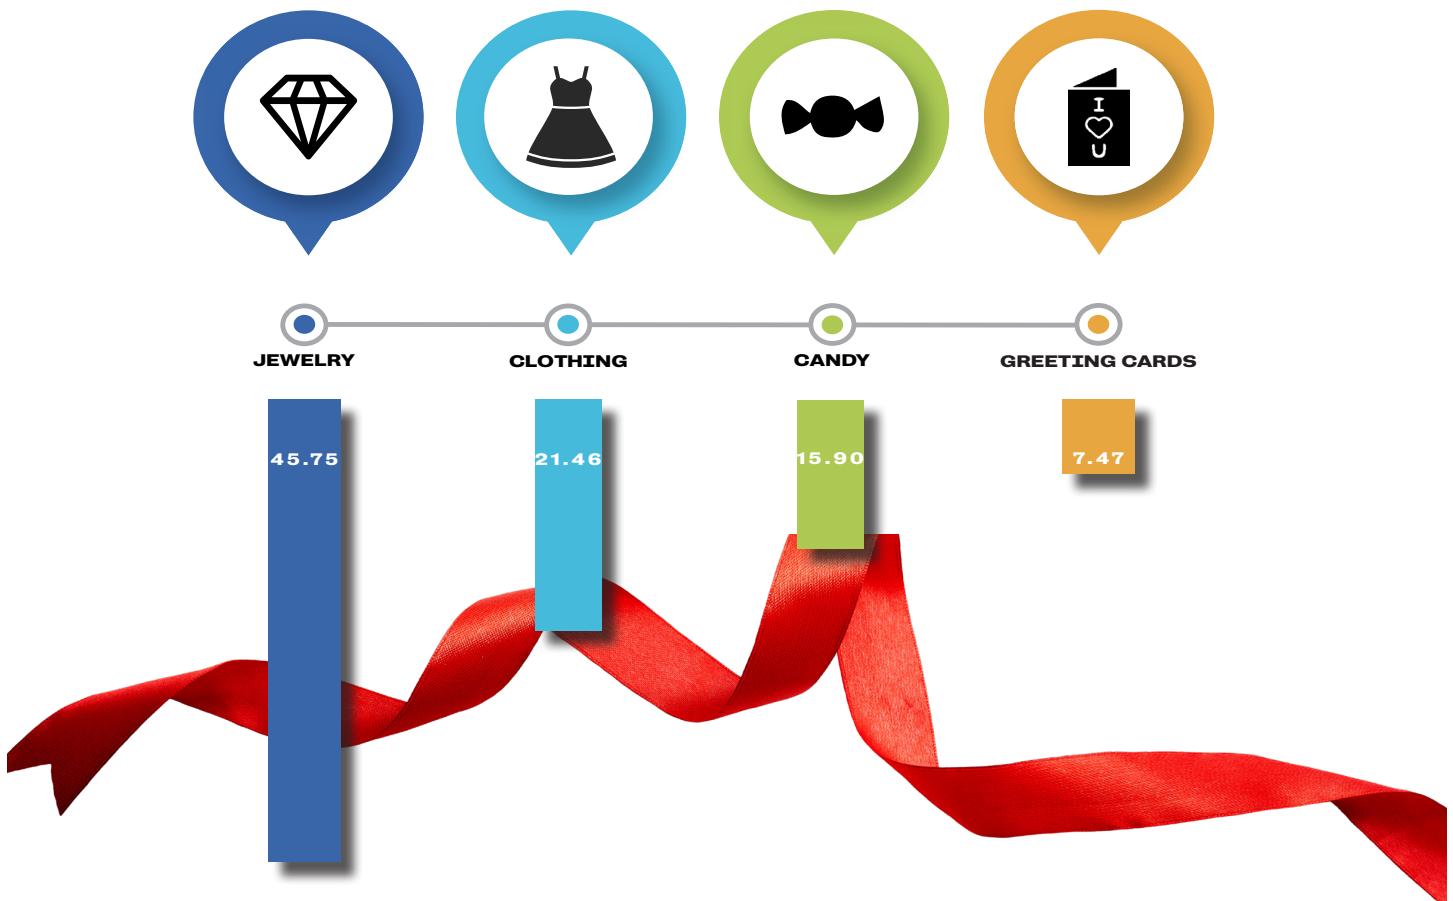 I
U
JEWELRY
CLOTHING
CANDY
GREETING CARDS
45.75
21.46
15.90
7.47